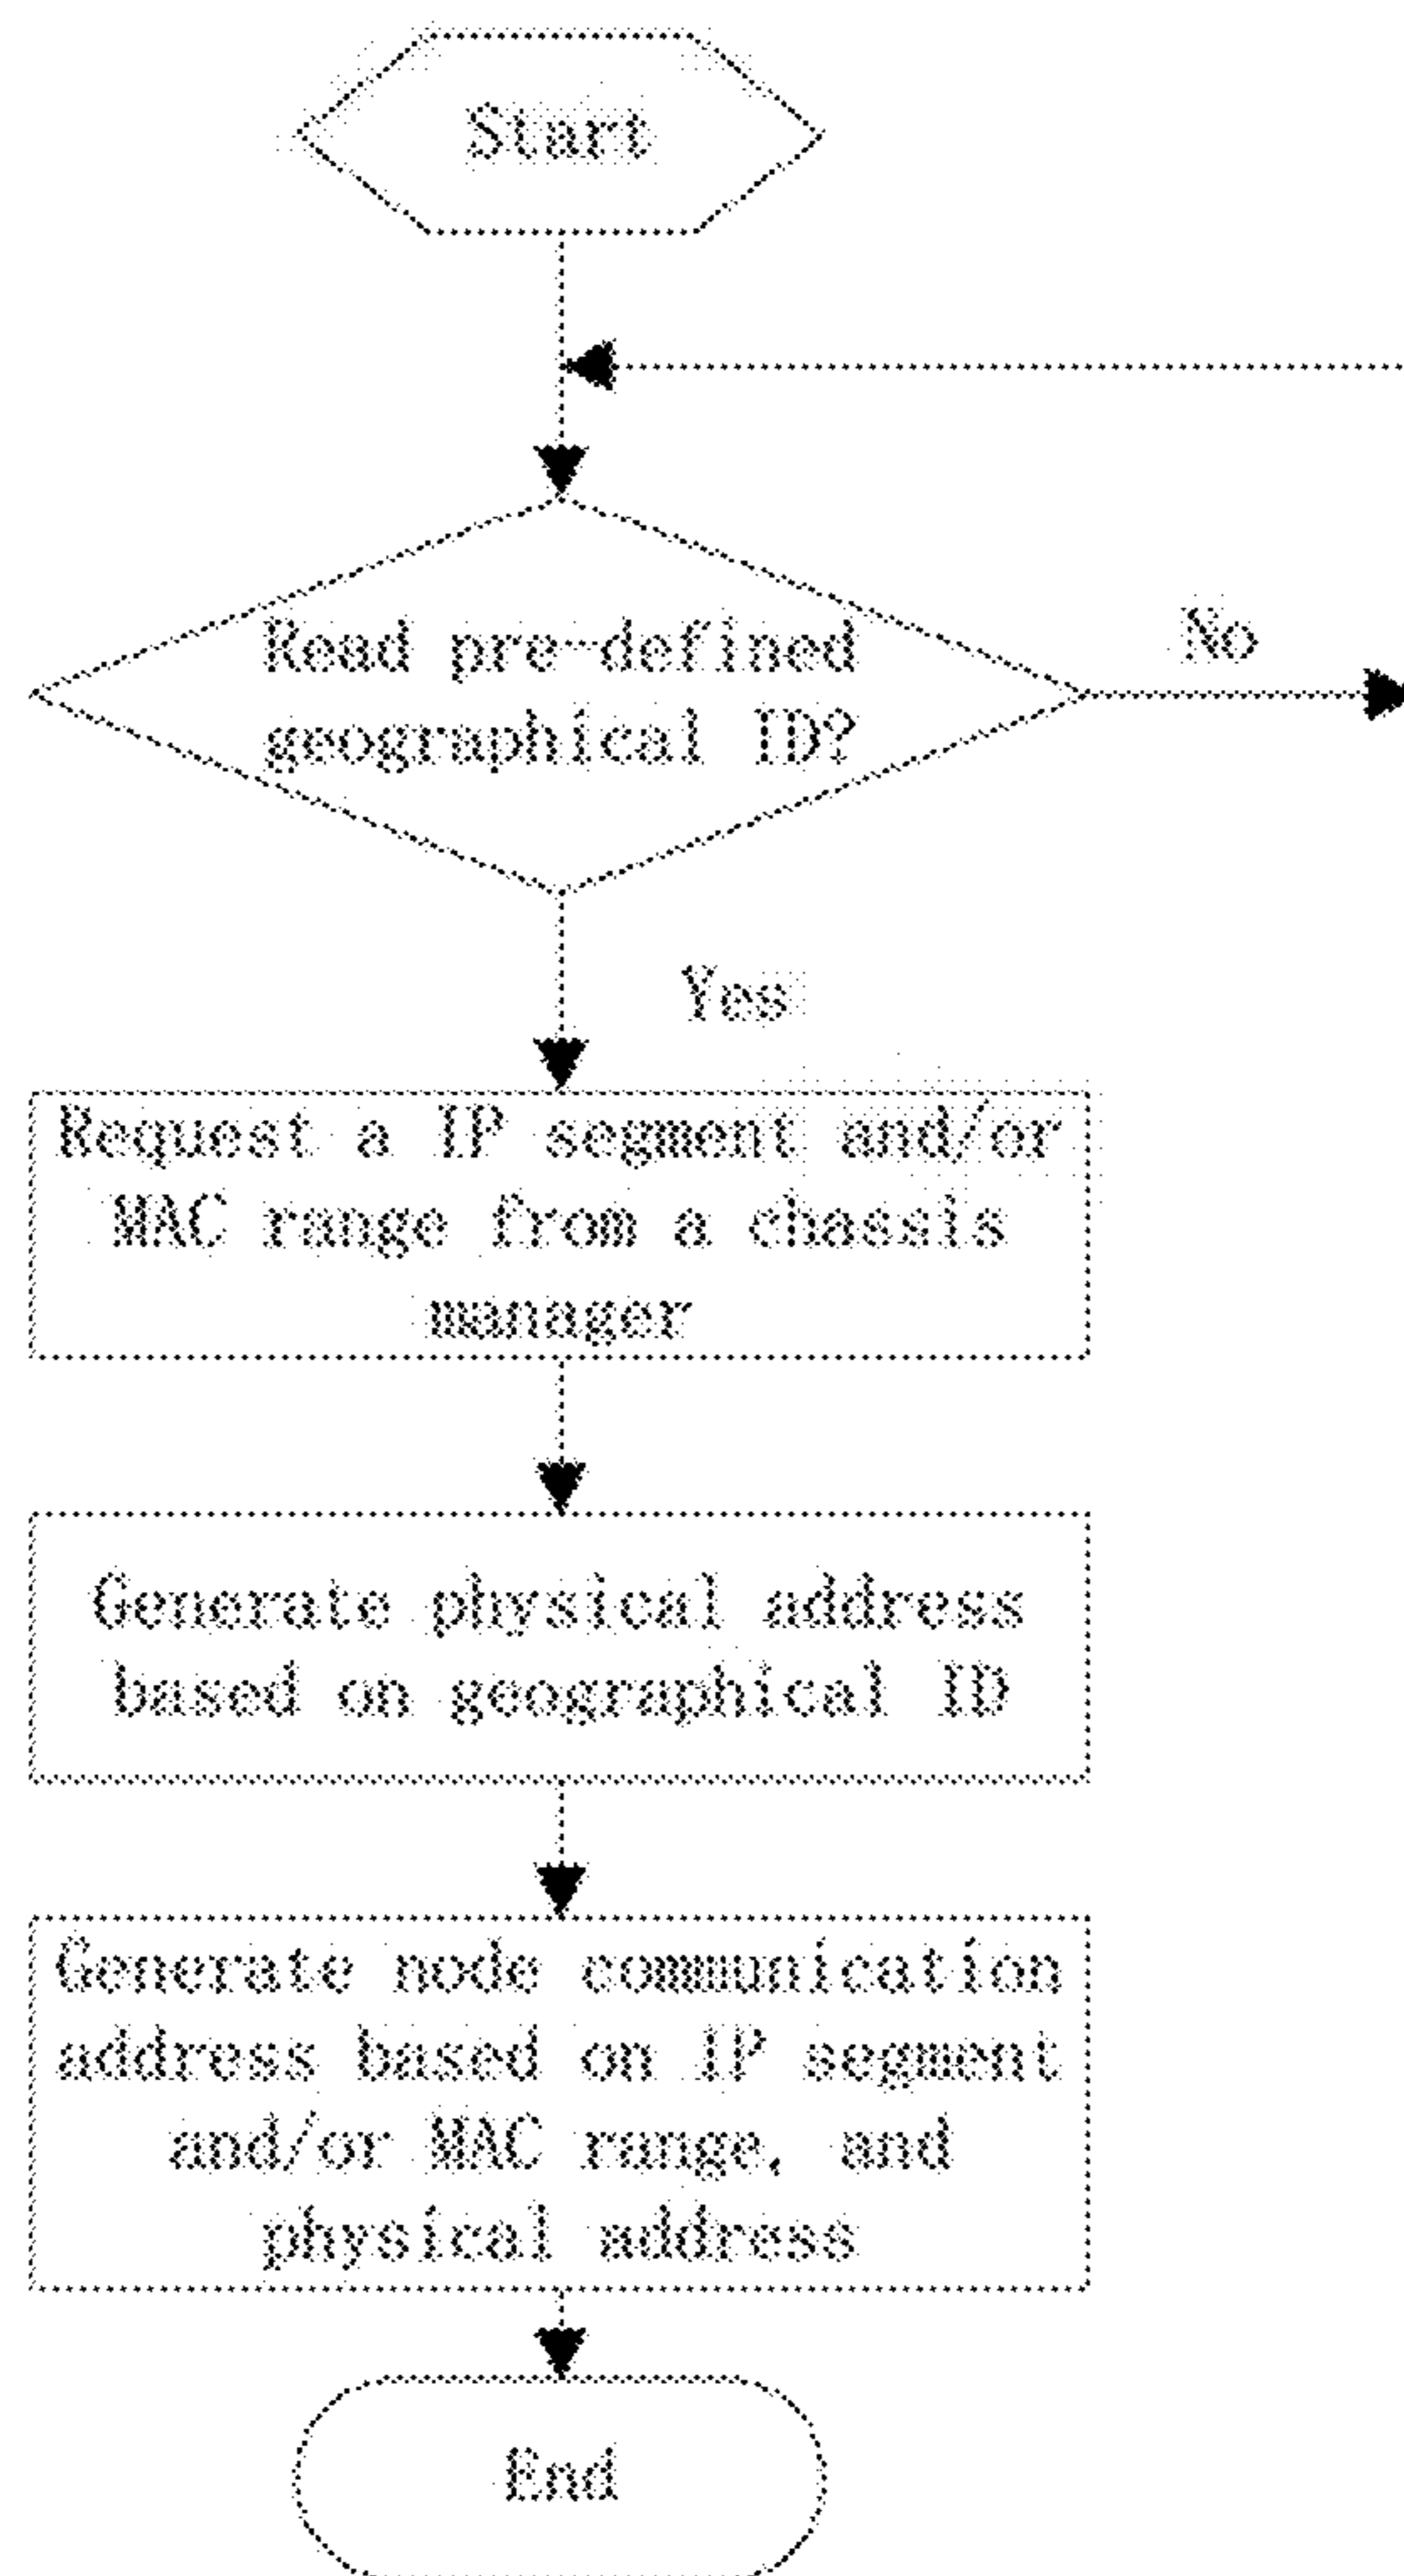 Start
Read pre-defined
geographical ID?
No
Yes
Request a IP segment and/or
MAC range from a chassis
manager
Generate physical address
based on geographical ID
Generate node communication
address based on IP segment
and/or MAC range, and
physical address
End